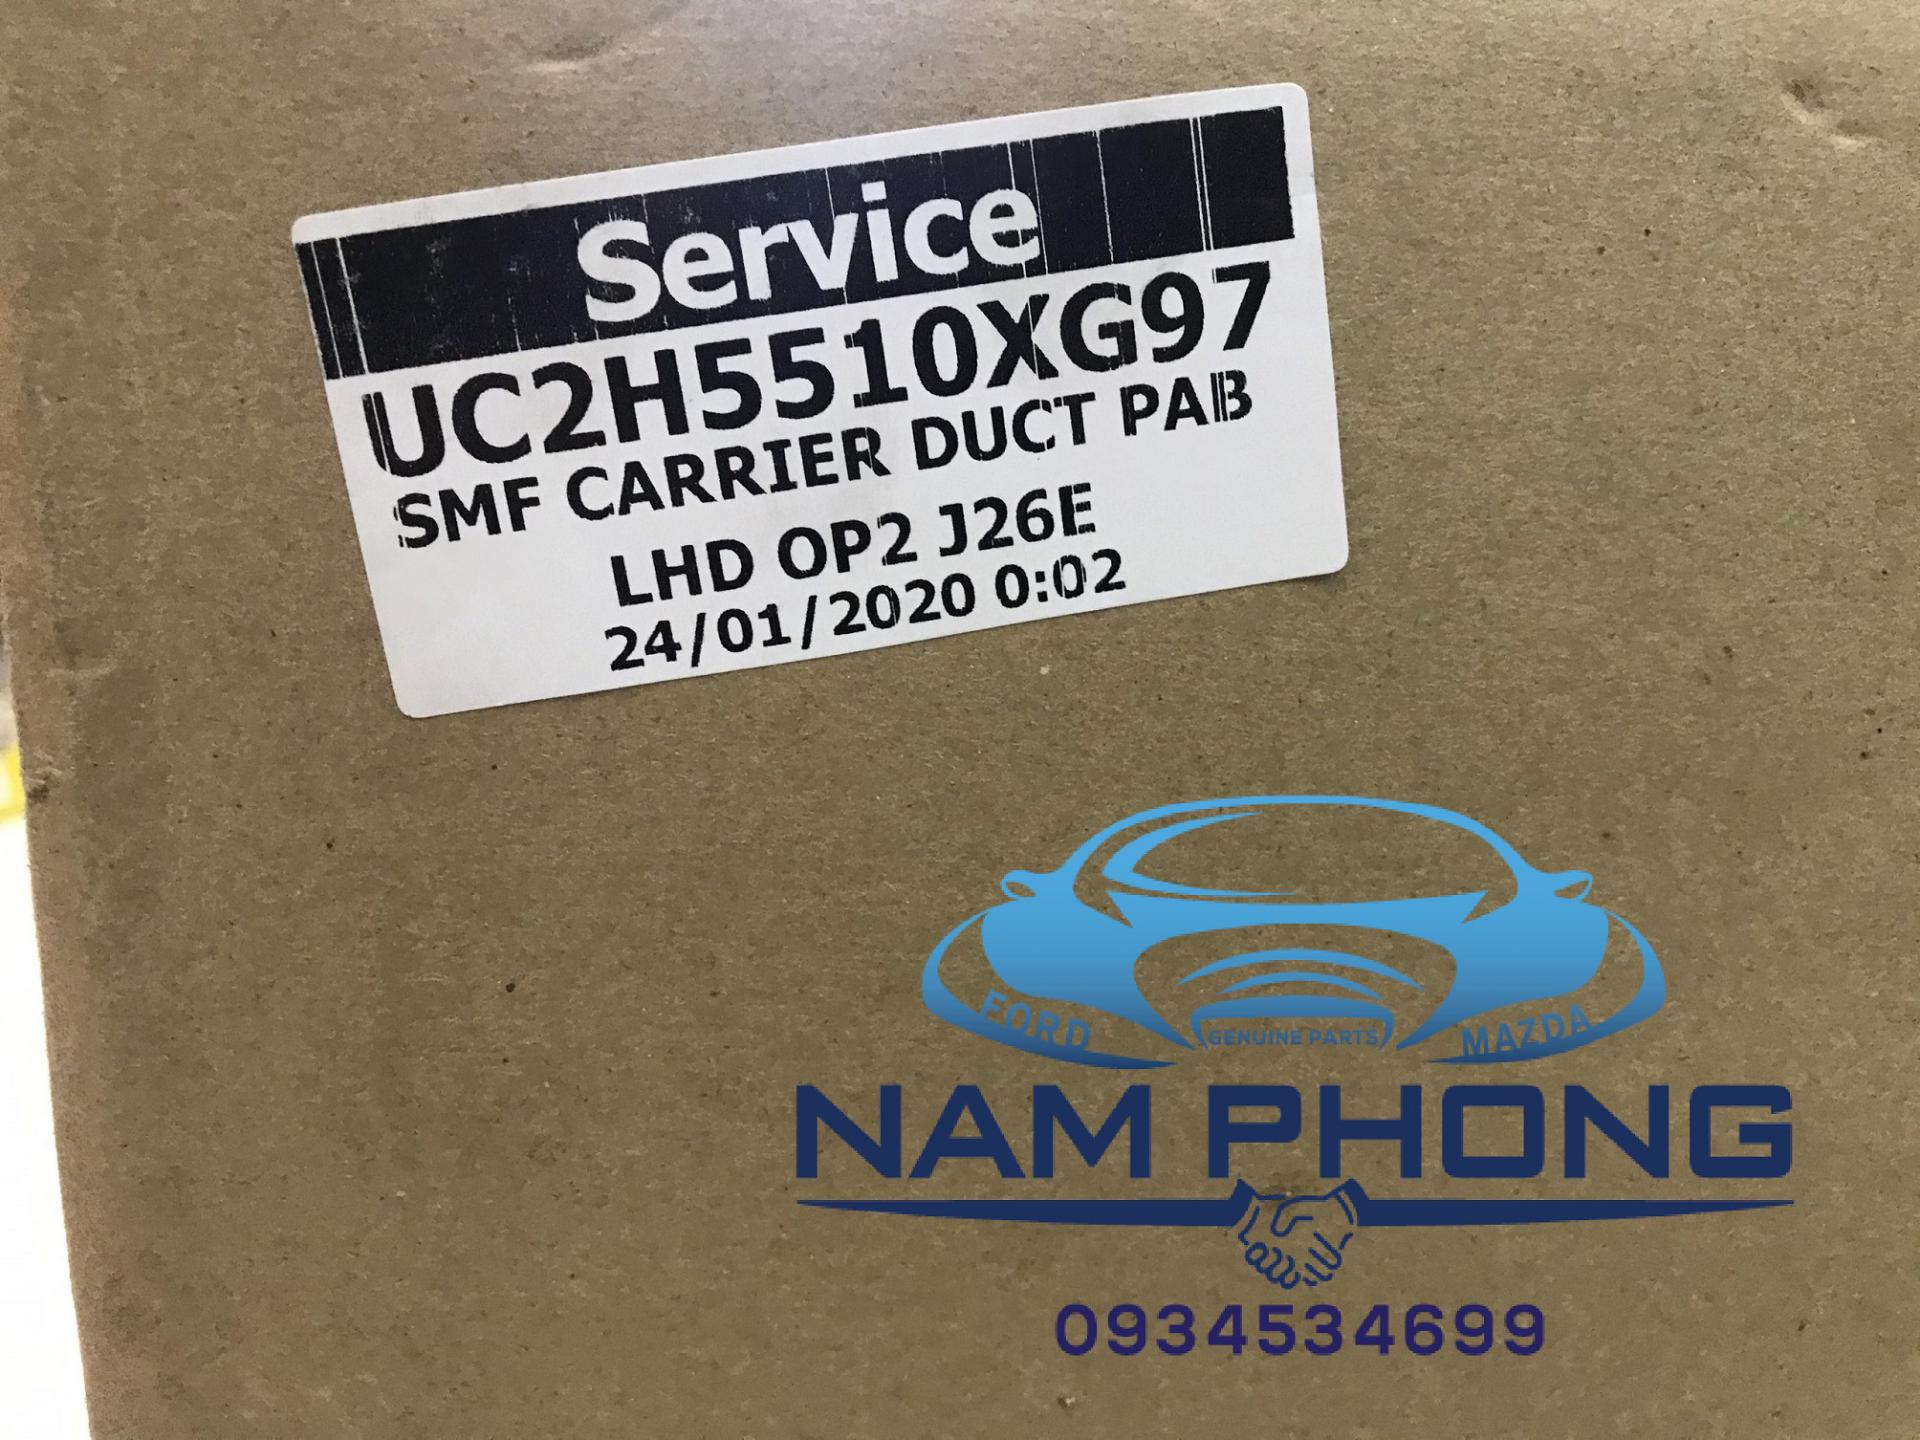 Service
UC2H5510XG97
SMF CARRIER DUCT PAB
LHD OP2 J26E
24/01/2020 0:02
FORD
GENUINE PARTS
MAZDA
NAM PHONG
0934534699